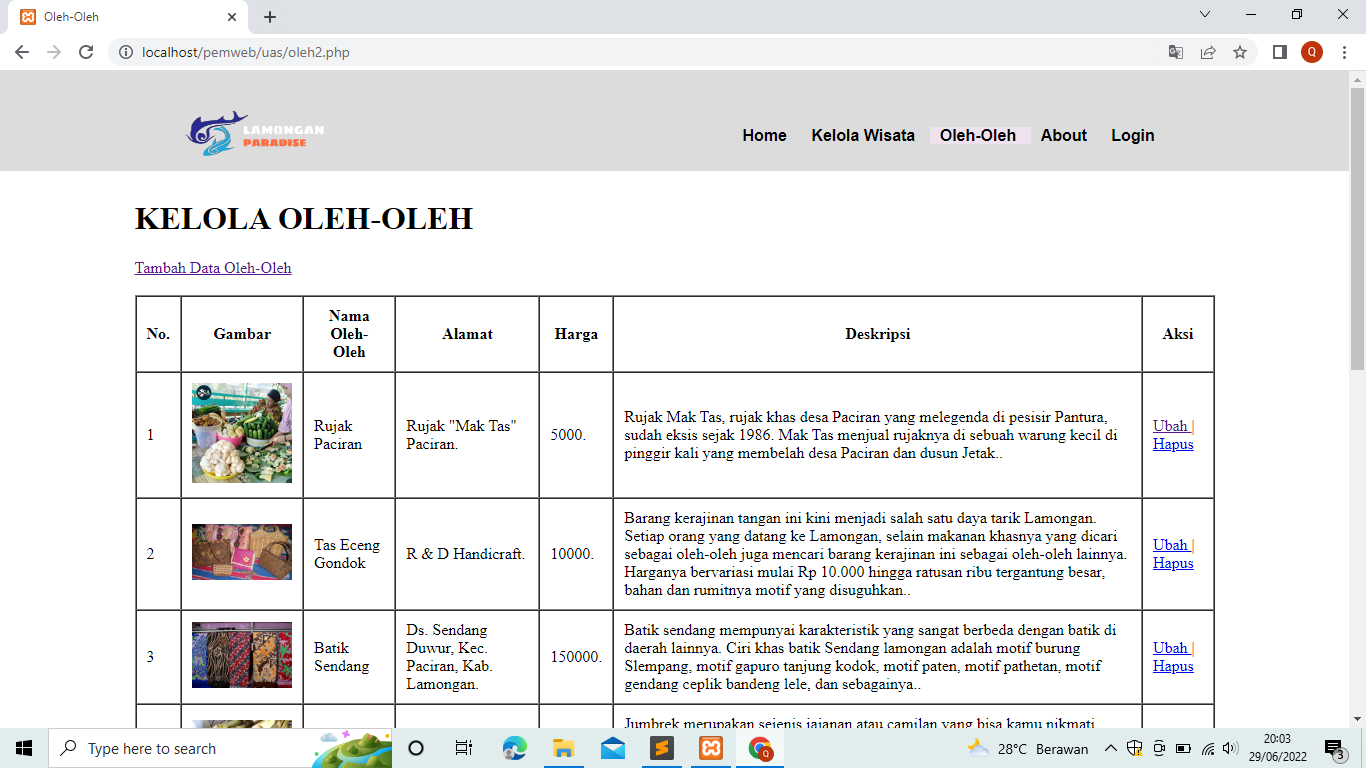 Oleh-Oleh
localhost/pemweb/uas/oleh2.php
Q
LAMONGAN
PARADISE
Home Kelola Wisata Oleh-Oleh About Login
KELOLA OLEH-OLEH
Tambah Data Oleh-Oleh
No. Gambar Nama Oleh-Oleh Alamat Harga Deskripsi Aksi
1
Rujak
Paciran
Rujak "Mak Tas"
Paciran.
5000.
Rujak Mak Tas, rujak khas desa Paciran yang melegenda di pesisir Pantura,
sudah eksis sejak 1986. Mak Tas menjual rujaknya di sebuah warung kecil di
pinggir kali yang membelah desa Paciran dan dusun Jetak..
Ubah |
Hapus
2
Tas Eceng
Gondok
R & D Handicraft.
10000.
Barang kerajinan tangan ini kini menjadi salah satu daya tarik Lamongan.
Setiap orang yang datang ke Lamongan, selain makanan khasnya yang dicari
sebagai oleh-oleh juga mencari barang kerajinan ini sebagai oleh-oleh lainnya.
Harganya bervariasi mulai Rp 10.000 hingga ratusan ribu tergantung besar,
bahan dan rumitnya motif yang disuguhkan..
Ubah |
Hapus
3
Batik
Sendang
Ds. Sendang
Duwur, Kec.
Paciran, Kab.
Lamongan.
150000.
Batik sendang mempunyai karakteristik yang sangat berbeda dengan batik di
daerah lainnya. Ciri khas batik Sendang lamongan adalah motif burung
Slempang, motif gapuro tanjung kodok, motif paten, motif pathetan, motif
gendang ceplik bandeng lele, dan sebagainya..
Ubah |
Hapus
Jumbrek merupakan sejenis jajanan atau camilan yang bisa kamu nikmati
Type here to search
Q
28°C Berawan
20:03
29/06/2022
3